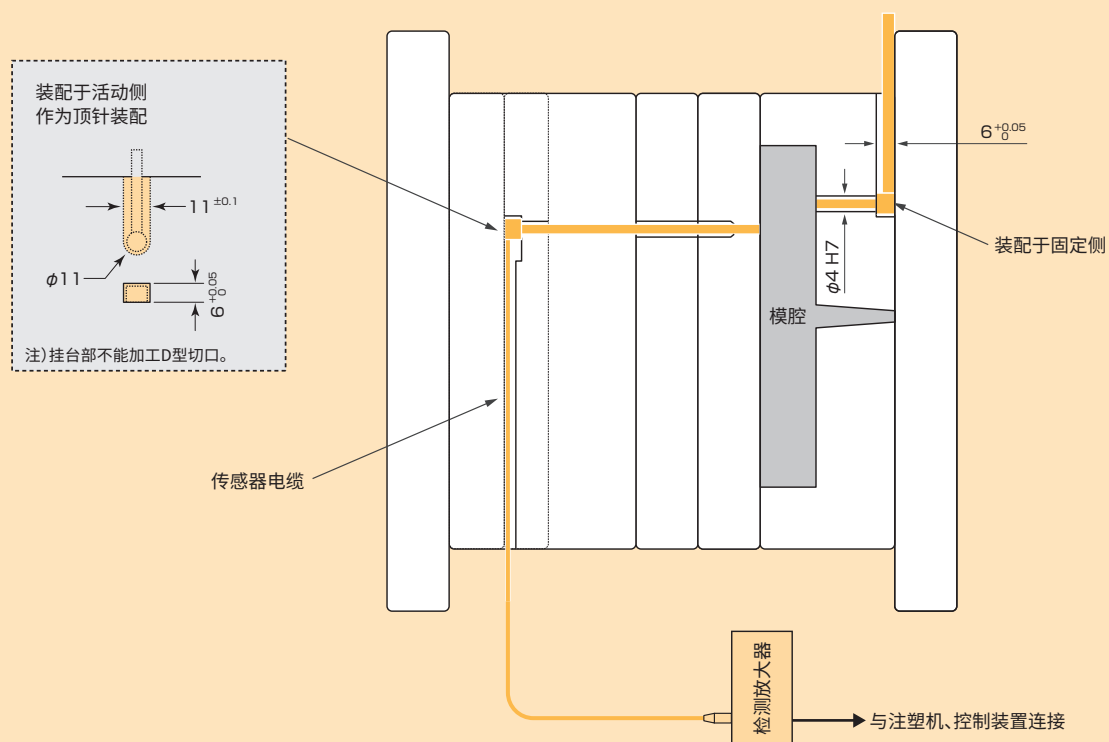 装配于活动侧
作为顶针装配
11 ±0.1
φ11
6 +0.05 0
注)挂台部不能加工D型切口。
6 +0.05 0
装配于固定侧
φ4 H7
模腔
传感器电缆
检测放大器
与注塑机、控制装置连接